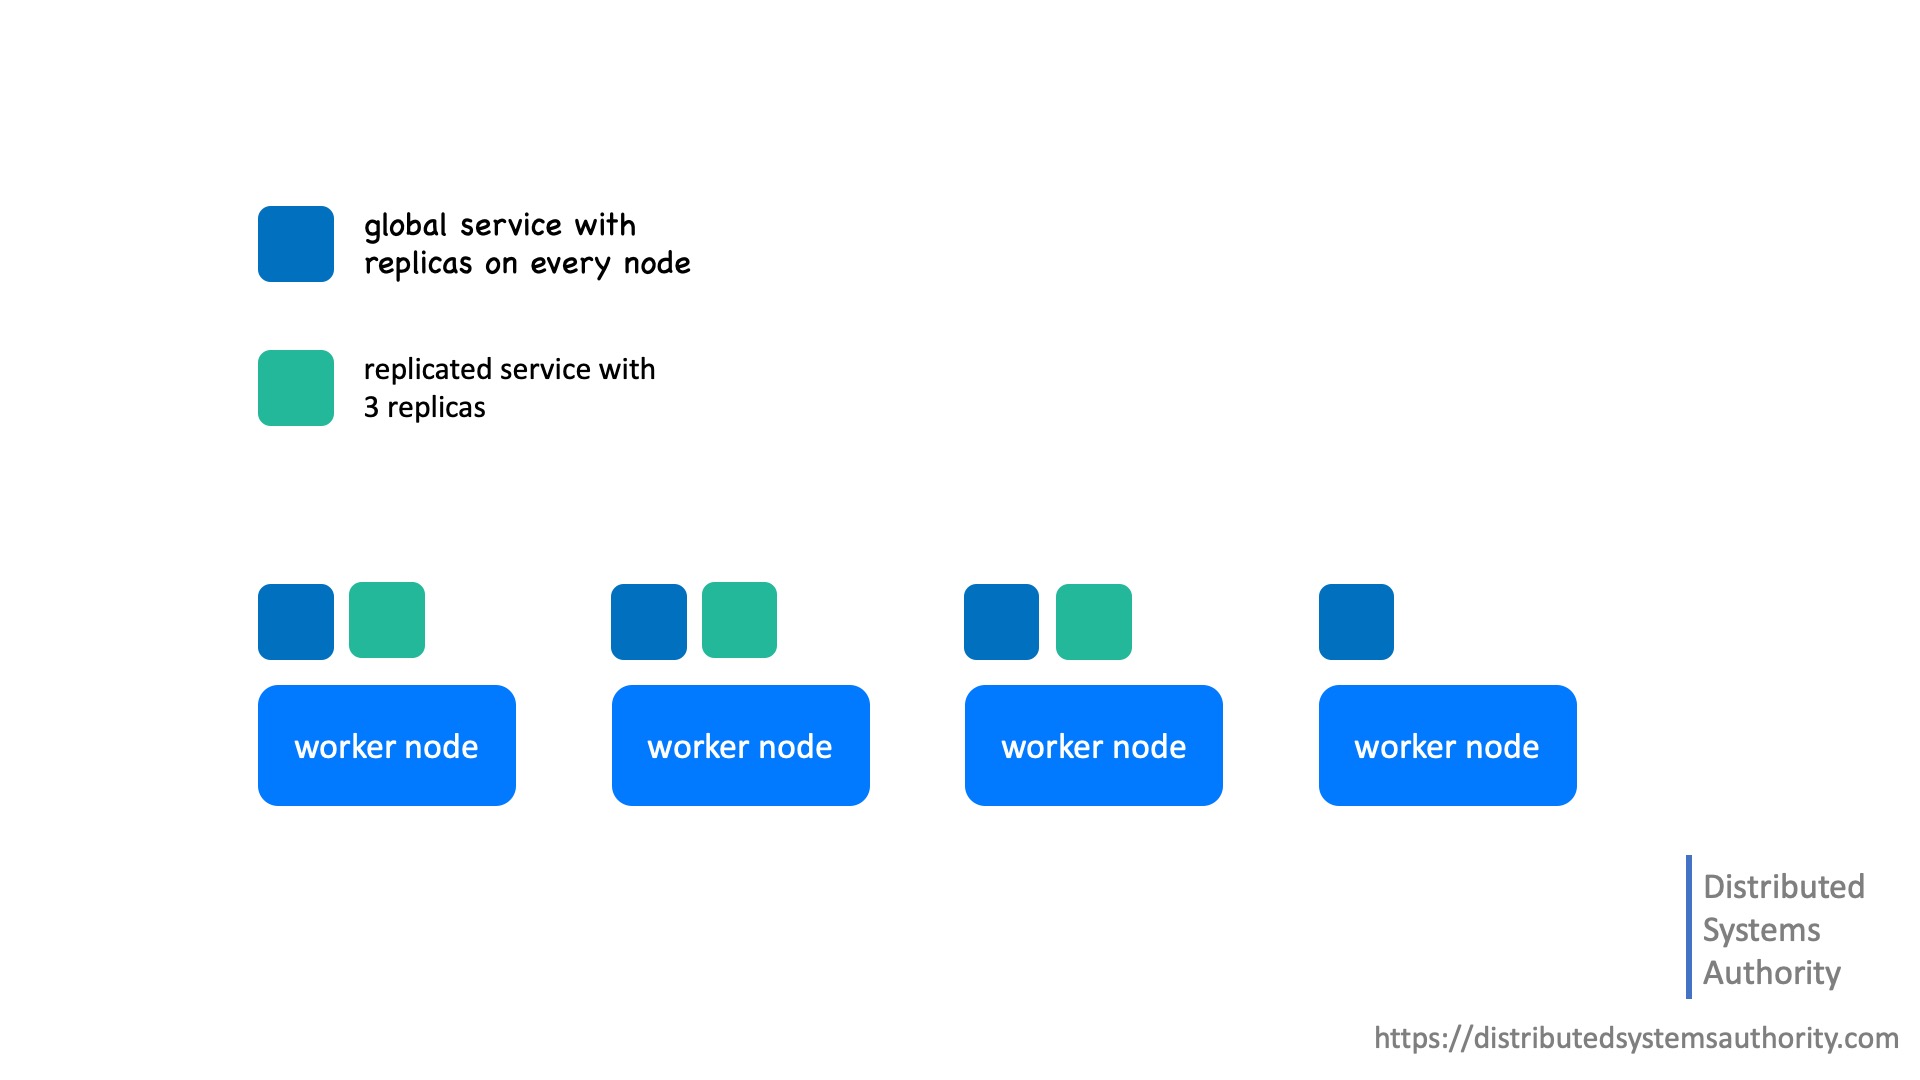 global service with
replicas on every node
replicated service with
3 replicas
worker node
worker node
worker node
worker node
Distributed
Systems
Authority
https://distributedsystemsauthority.com